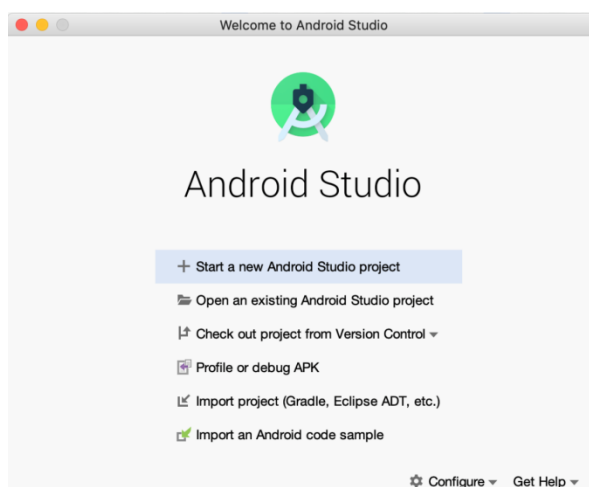 Welcome to Android Studio
Android Studio
Start a new Android Studio project
Open an existing Android Studio project
Check out project from Version Control
Profile or debug APK
Import project (Gradle, Eclipse ADT, etc.)
Import an Android code sample
Configure Get Help